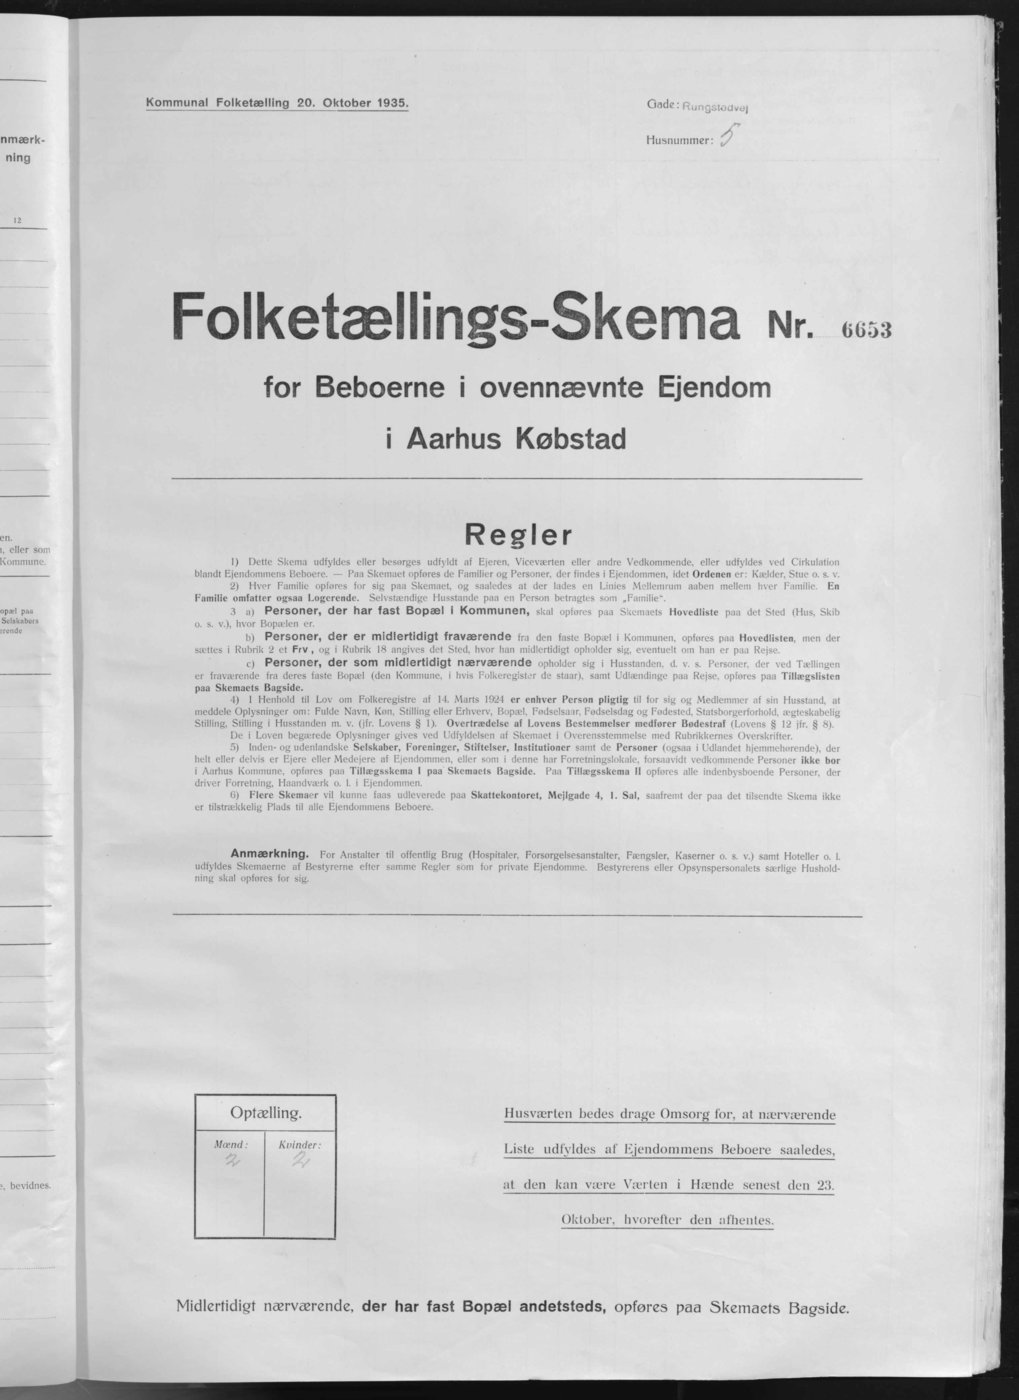 nmærk-
ning
12
en.
, eller som
Kommune.
opæl paa
Selskabers
erende
e, bevidnes.
Kommunal Folketælling 20. Oktober 1935.
Gade: Rungstedvej
Husnummer: 5
Folketællings-Skema Nr. 6653
for Beboerne i ovennævnte Ejendom
i Aarhus Købstad
Regler
1) Dette Skema udfyldes eller besørges udfyldt af Ejeren, Viceværten eller andre Vedkommende, eller udfyldes ved Cirkulation
blandt Ejendommens Beboere. — Paa Skemaet opføres de Familier og Personer, der findes i Ejendommen, idet Ordenen er: Kælder, Stue o. s. v.
2) Hver Familie opføres for sig paa Skemaet, og saaledes at der lades en Linies Mellemrum aaben mellem hver Familie. En
Familie omfatter ogsaa Logerende. Selvstændige Husstande paa en Person betragtes som „Familie“.
3 a) Personer, der har fast Bopæl i Kommunen, skal opføres paa Skemaets Hovedliste paa det Sted (Hus, Skib
o. s. v.), hvor Bopælen er.
b) Personer, der er midlertidigt fraværende fra den faste Bopæl i Kommunen, opføres paa Hovedlisten, men der
sættes i Rubrik 2 et Frv., og i Rubrik 18 angives det Sted, hvor han midlertidigt opholder sig, eventuelt om han er paa Rejse.
c) Personer, der som midlertidigt nærværende opholder sig i Husstanden, d. v. s. Personer, der ved Tællingen
er fraværende fra deres faste Bopæl (den Kommune, i hvis Folkeregister de staar), samt Udlændinge paa Rejse, opføres paa Tillægslisten
paa Skemaets Bagside.
4) I Henhold til Lov om Folkeregistre af 14. Marts 1924 er enhver Person pligtig til for sig og Medlemmer af sin Husstand, at
meddele Oplysninger om: Fulde Navn, Køn, Stilling eller Erhverv, Bopæl, Fødselsaar, Fødselsdag og Fødested, Statsborgerforhold, ægteskabelig
Stilling, Stilling i Husstanden m. v. (jfr. Lovens § 1). Overtrædelse af Lovens Bestemmelser medfører Bødestraf (Lovens § 12 jfr. § 8).
De i Loven begærede Oplysninger gives ved Udfyldelsen af Skemaet i Overensstemmelse med Rubrikkernes Overskrifter.
5) Inden- og udenlandske Selskaber, Foreninger, Stiftelser, Institutioner samt de Personer (ogsaa i Udlandet hjemmehørende), der
helt eller delvis er Ejere eller Medejere af Ejendommen, eller som i denne har Forretningslokale, forsaavidt vedkommende Personer ikke bor
i Aarhus Kommune, opføres paa Tillægsskema I paa Skemaets Bagside. Paa Tillægsskema II opføres alle indenbysboende Personer, der
driver Forretning, Haandværk o. l. i Ejendommen.
6) Flere Skemaer vil kunne faas udleverede paa Skattekontoret, Mejlgade 4, 1. Sal, saafremt der paa det tilsendte Skema ikke
er tilstrækkelig Plads til alle Ejendommens Beboere.
Anmærkning. For Anstalter til offentlig Brug (Hospitaler, Forsørgelsesanstalter, Fængsler, Kaserner o. s. v.) samt Hoteller o. l.
udfyldes Skemaerne af Bestyrerne efter samme Regler som for private Ejendomme. Bestyrerens eller Opsynspersonalets særlige Hushold-
ning skal opføres for sig.
Optælling.
Mænd: Kvinder:
2 2
Husværten bedes drage Omsorg for, at nærværende
Liste udfyldes af Ejendommens Beboere saaledes,
at den kan være Værten i Hænde senest den 23.
Oktober, hvorefter den afhentes.
Midlertidigt nærværende, der har fast Bopæl andetsteds, opføres paa Skemaets Bagside.